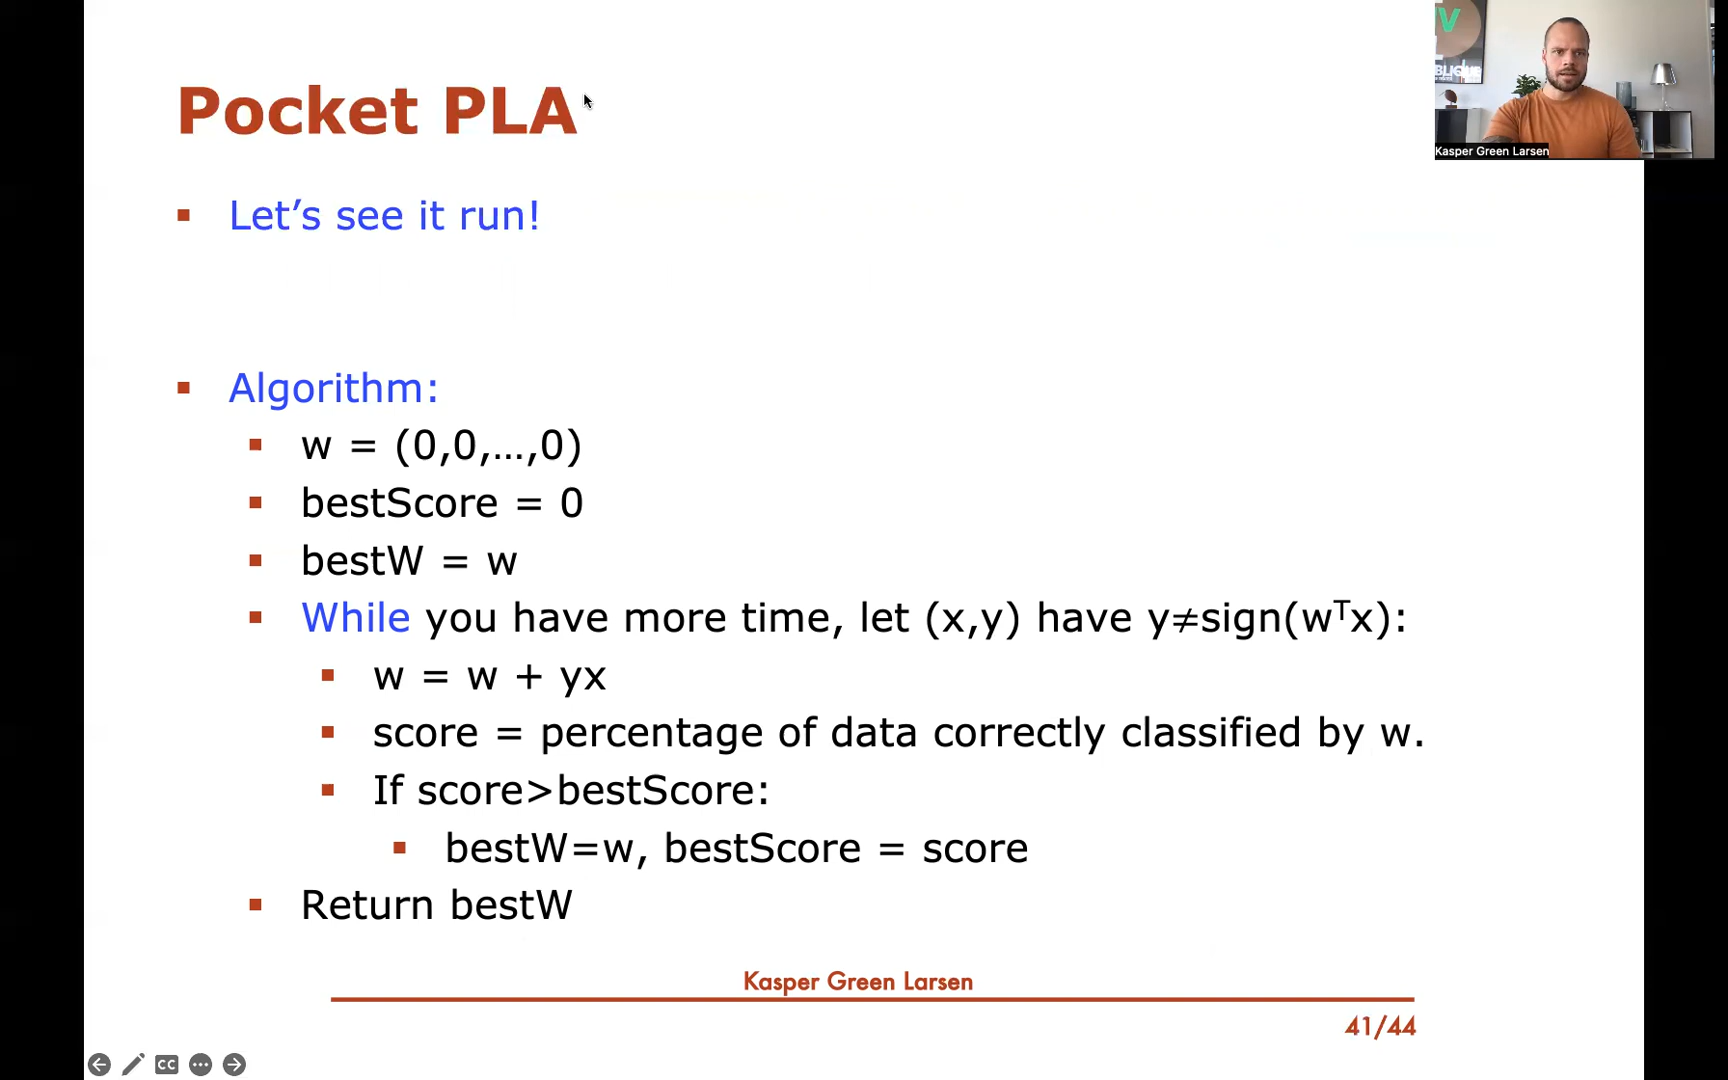 Pocket PLA
V
BLIQUE
Kasper Green Larsen
Let’s see it run!
Algorithm:
w = (0,0,…,0)
bestScore = 0
bestW = w
While you have more time, let (x,y) have y≠sign(wᵀx):
w = w + yx
score = percentage of data correctly classified by w.
If score>bestScore:
bestW=w, bestScore = score
Return bestW
Kasper Green Larsen
41/44
CC